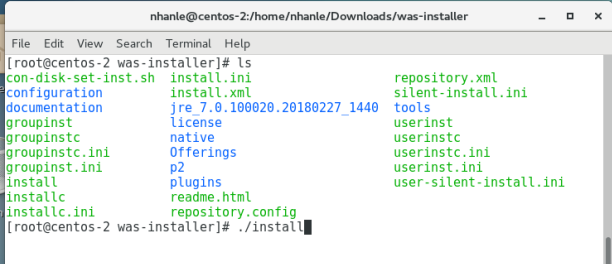 nhanle@centos-2:/home/nhanle/Downloads/was-installer
File Edit View Search Terminal Help
[root@centos-2 was-installer]# ls
con-disk-set-inst.sh install.ini repository.xml
configuration install.xml silent-install.ini
documentation jre_7.0.100020.20180227_1440 tools
groupinst license userinst
groupinstc native userinstc
groupinstc.ini Offerings userinstc.ini
groupinst.ini p2 userinst.ini
install plugins user-silent-install.ini
installc readme.html
installc.ini repository.config
[root@centos-2 was-installer]# ./install